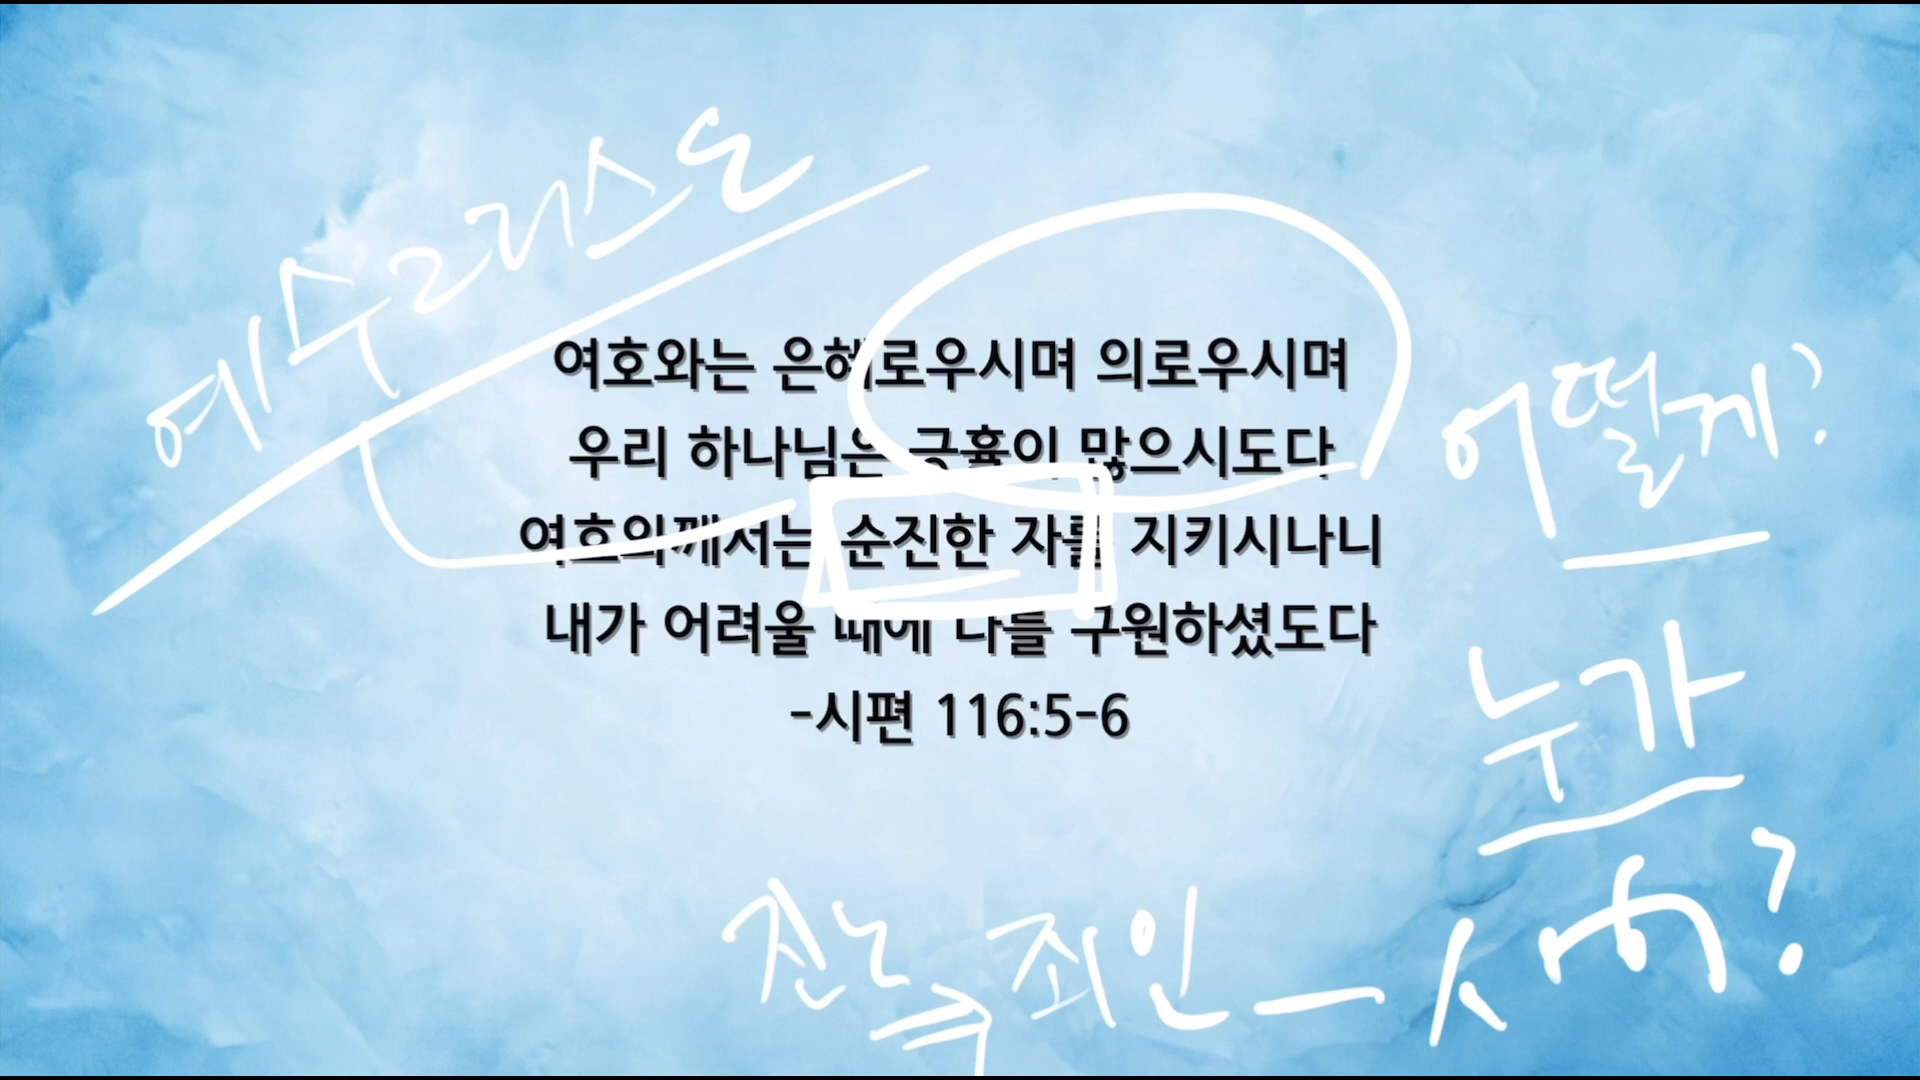 예수 그리스도
여호와는 은혜로우시며 의로우시며
우리 하나님은 긍휼이 많으시도다
여호와께서는 순진한 자를 지키시나니
내가 어려울 때에 나를 구원하셨도다
-시편 116:5-6
어떻게?
누가
진노 죄인